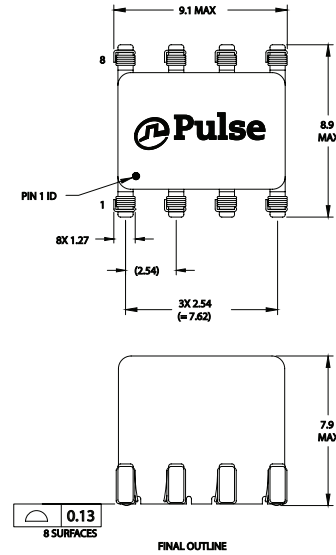 9.1 MAX
8
Pulse
8.9
MAX
PIN 1 ID
1
8X 1.27
(2.54)
3X 2.54
(= 7.62)
7.9
MAX
0.13
8 SURFACES
FINAL OUTLINE